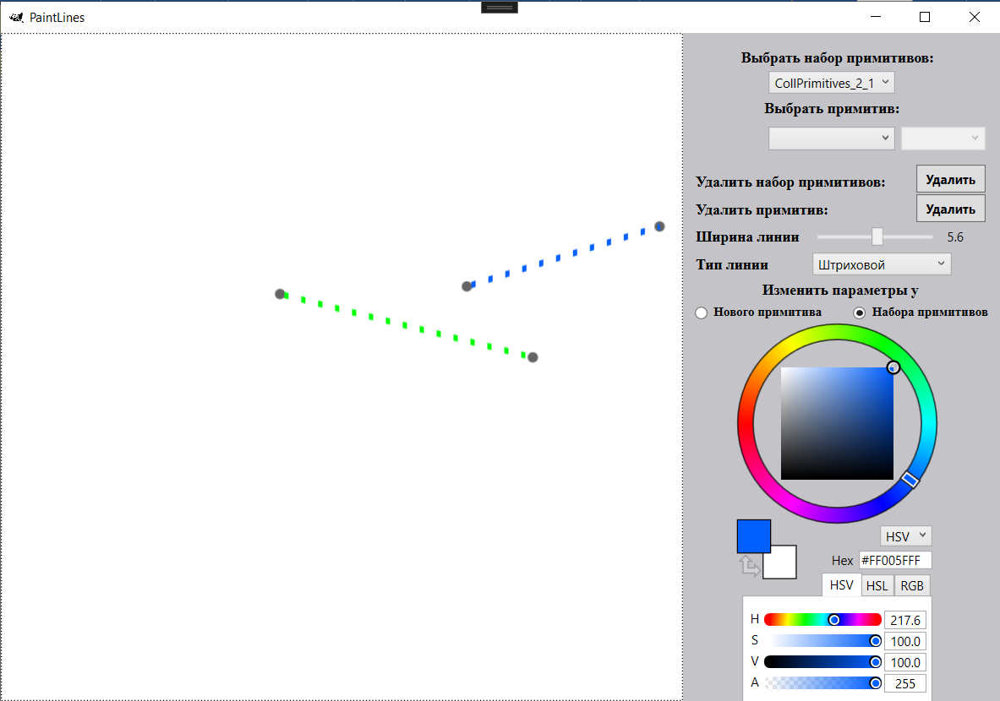 PaintLines
Выбрать набор примитивов:
CollPrimitives_2_1
Выбрать примитив:
Удалить набор примитивов: Удалить
Удалить примитив: Удалить
Ширина линии 5.6
Тип линии Штриховой
Изменить параметры у
Нового примитива Набора примитивов
HSV
Hex #FF005FFF
HSV HSL RGB
H 217.6
S 100.0
V 100.0
A 255